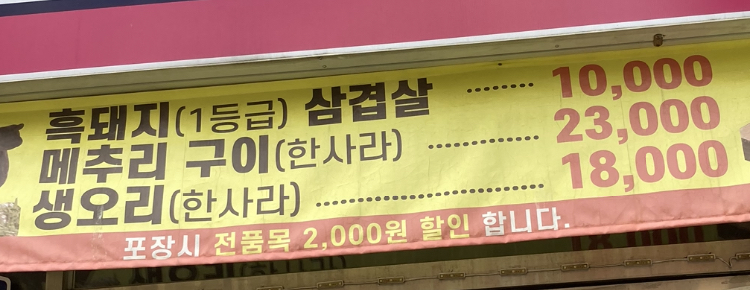 흑돼지(1등급) 삼겹살 ........ 10,000
메추리 구이(한사라) ............. 23,000
생오리(한사라) ........................ 18,000
포장시 전품목 2,000원 할인 합니다.